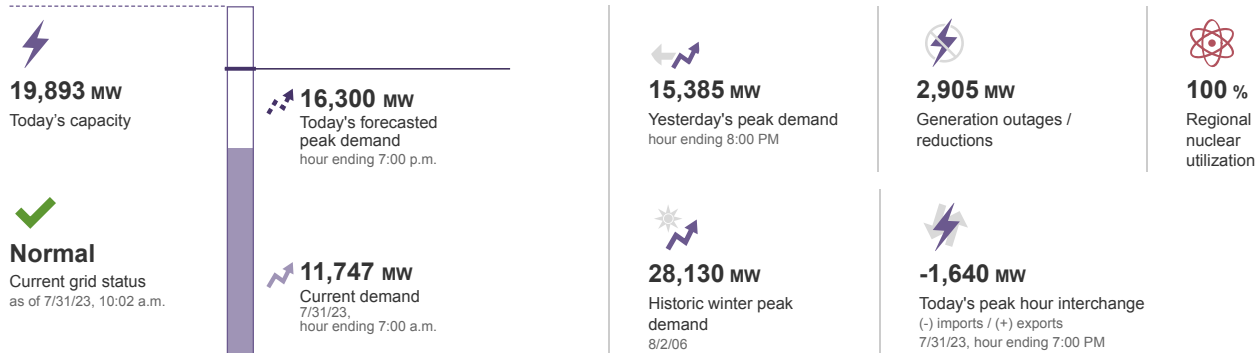 19,893 MW
Today's capacity
16,300 MW
Today's forecasted
peak demand
hour ending 7:00 p.m.
Normal
Current grid status
as of 7/31/23, 10:02 a.m.
11,747 MW
Current demand
7/31/23,
hour ending 7:00 a.m.
15,385 MW
Yesterday's peak demand
hour ending 8:00 PM
2,905 MW
Generation outages /
reductions
100 %
Regional
nuclear
utilization
28,130 MW
Historic winter peak
demand
8/2/06
-1,640 MW
Today's peak hour interchange
(-) imports / (+) exports
7/31/23, hour ending 7:00 PM